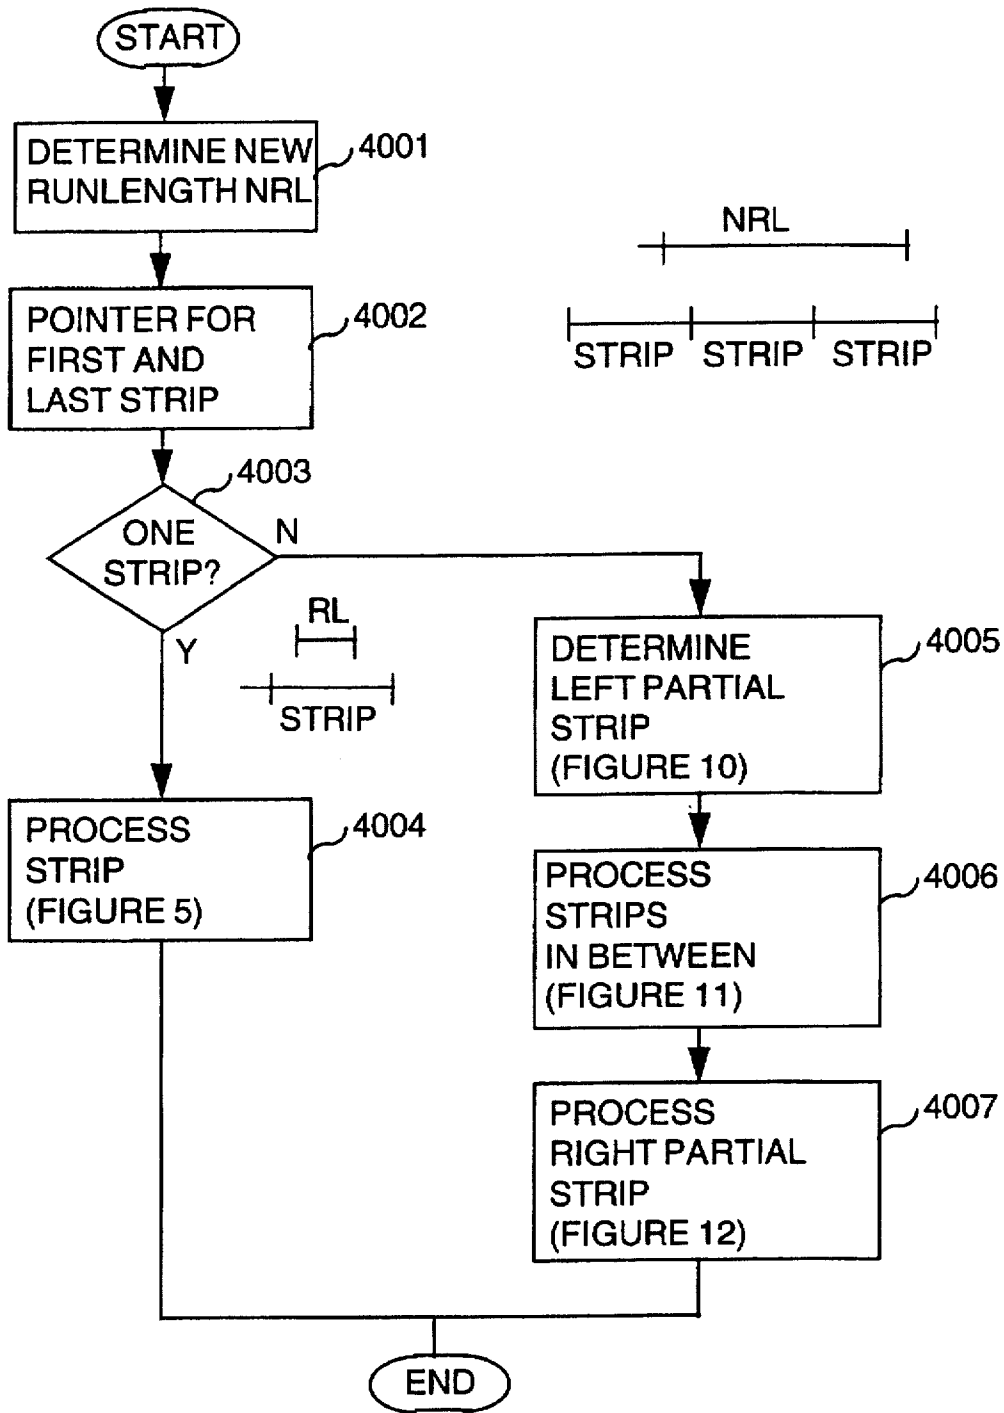 START
DETERMINE NEW
RUNLENGTH NRL
4001
NRL
POINTER FOR
FIRST AND
LAST STRIP
4002
STRIP STRIP STRIP
4003
ONE
STRIP?
N
Y
RL
STRIP
PROCESS
STRIP
(FIGURE 5)
4004
DETERMINE
LEFT PARTIAL
STRIP
(FIGURE 10)
4005
PROCESS
STRIPS
IN BETWEEN
(FIGURE 11)
4006
PROCESS
RIGHT PARTIAL
STRIP
(FIGURE 12)
4007
END